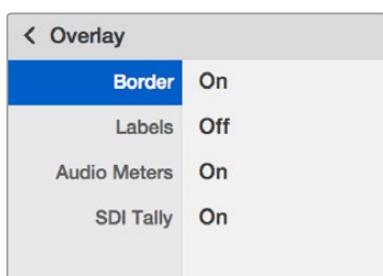 < Overlay
Border On
Labels Off
Audio Meters On
SDI Tally On